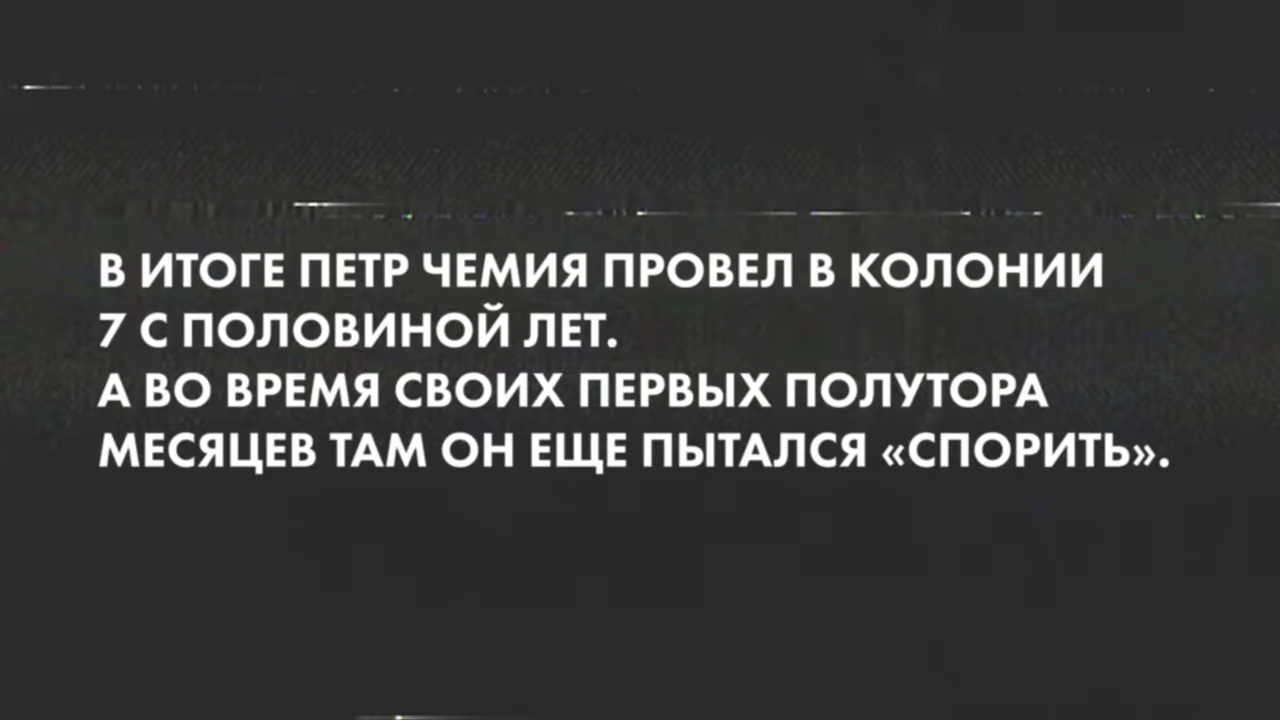 В ИТОГЕ ПЕТР ЧЕМИЯ ПРОВЕЛ В КОЛОНИИ
7 С ПОЛОВИНОЙ ЛЕТ.
А ВО ВРЕМЯ СВОИХ ПЕРВЫХ ПОЛУТОРА
МЕСЯЦЕВ ТАМ ОН ЕЩЕ ПЫТАЛСЯ «СПОРИТЬ».